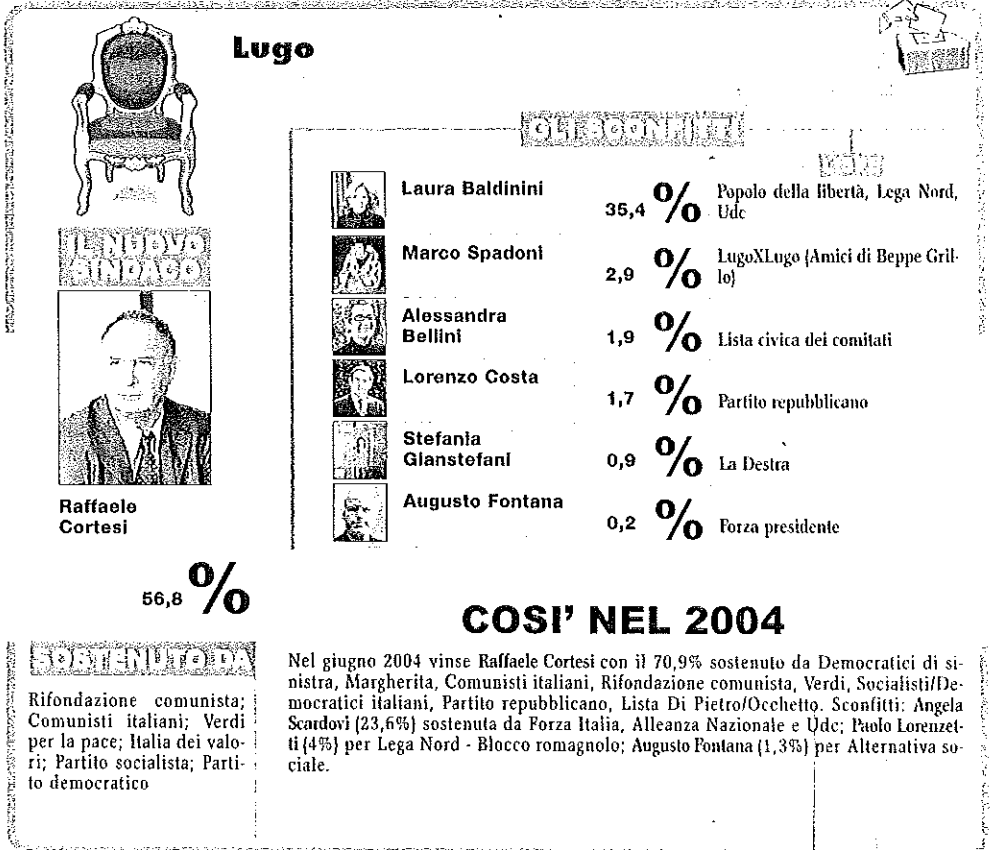 Lugo
GLI SCONFITTI
IL NUOVO
SINDACO
Raffaele
Cortesi
56,8 %
SOSTENUTO DA
Rifondazione comunista;
Comunisti italiani; Verdi
per la pace; Italia dei valo-
ri; Partito socialista; Parti-
to democratico
Laura Baldinini
35,4 %
Popolo della libertà, Lega Nord,
Udc
Marco Spadoni
2,9 %
LugoXLugo (Amici di Beppe Gril-
lo)
Alessandra
Bellini
1,9 %
Lista civica dei comitati
Lorenzo Costa
1,7 %
Partito repubblicano
Stefania
Gianstefani
0,9 %
La Destra
Augusto Fontana
0,2 %
Forza presidente
COSI' NEL 2004
Nel giugno 2004 vinse Raffaele Cortesi con il 70,9% sostenuto da Democratici di si-
nistra, Margherita, Comunisti italiani, Rifondazione comunista, Verdi, Socialisti/De-
mocratici italiani, Partito repubblicano, Lista Di Pietro/Occhetto. Sconfitti: Angela
Scardovi (23,6%) sostenuta da Forza Italia, Alleanza Nazionale e Udc; Paolo Lorenzet-
ti (4%) per Lega Nord - Blocco romagnolo; Augusto Fontana (1,3%) per Alternativa so-
ciale.